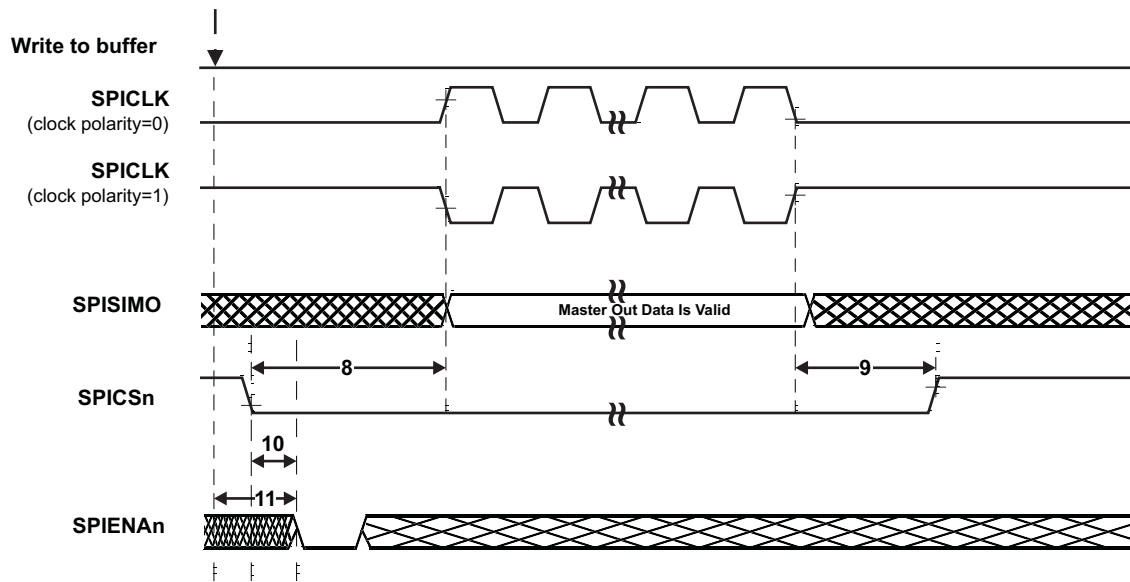 Write to buffer
SPICLK
(clock polarity=0)
SPICLK
(clock polarity=1)
SPISIMO
Master Out Data Is Valid
8
9
SPICSn
10
11
SPIENAn